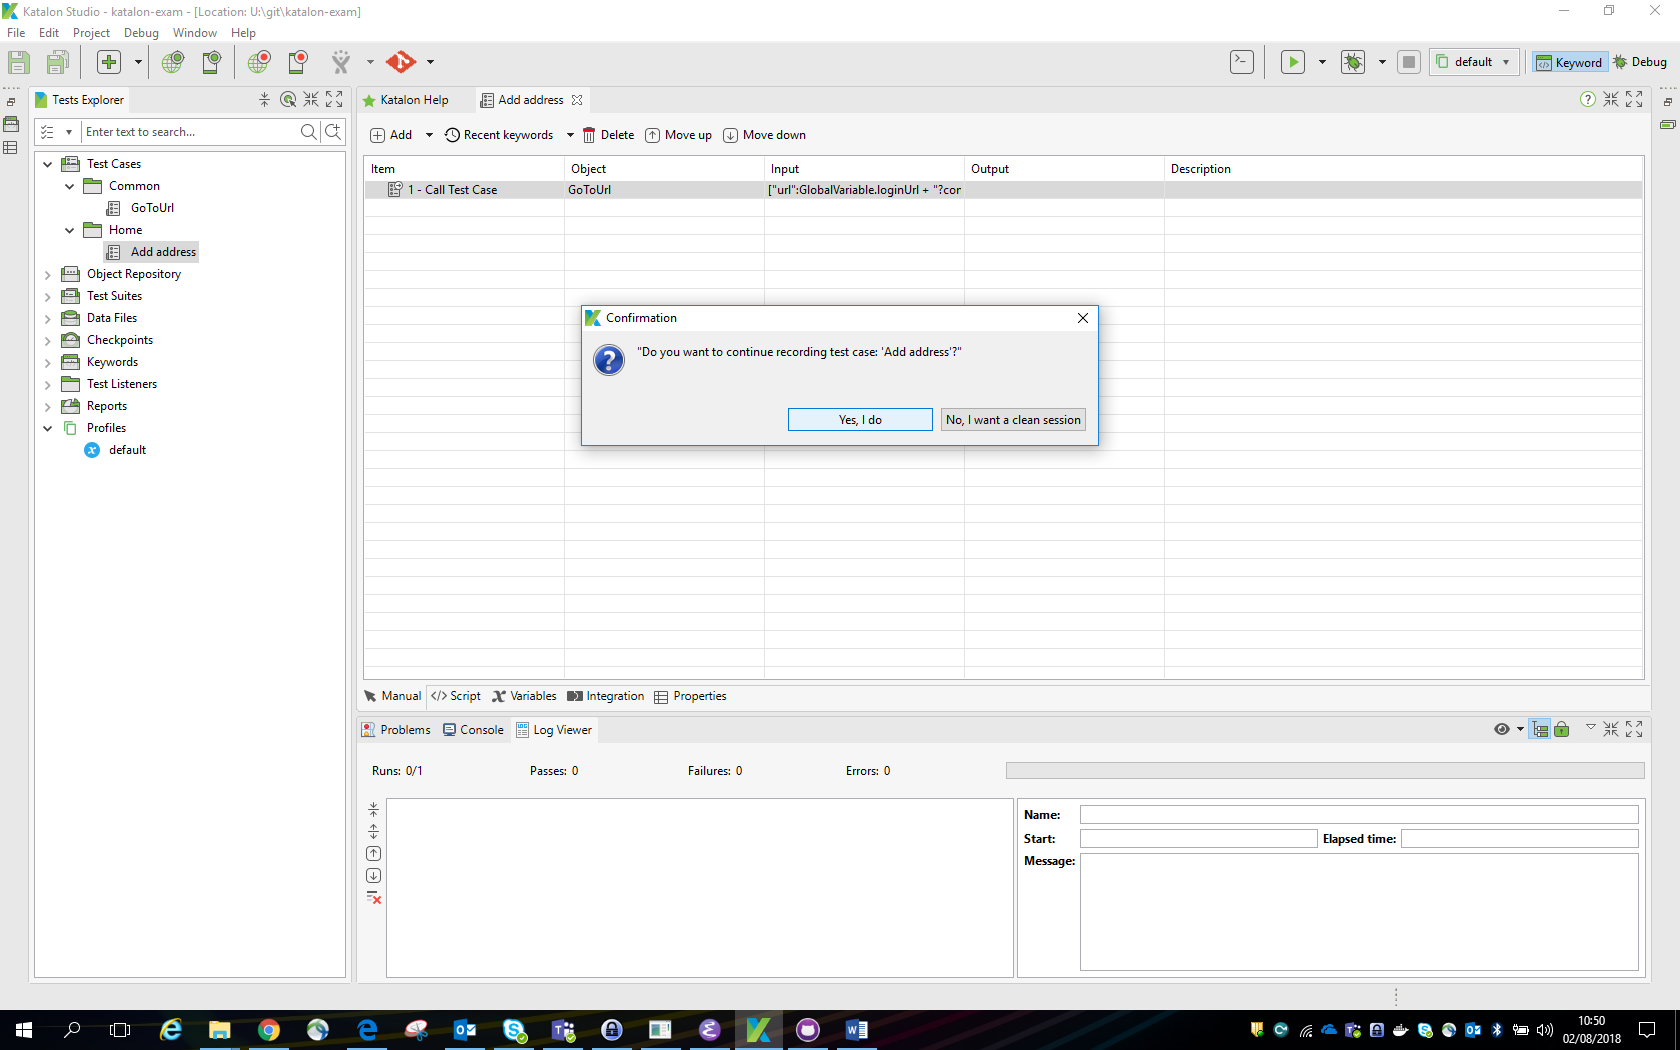 Katalon Studio - katalon-exam - [Location: U:\git\katalon-exam]
File Edit Project Debug Window Help
default
Keyword
Debug
Tests Explorer
Katalon Help
Add address
Enter text to search...
Add
Recent keywords
Delete
Move up
Move down
Item Object Input Output Description
1 - Call Test Case GoToUrl ["url":GlobalVariable.loginUrl + "?cor
Test Cases
Common
GoToUrl
Home
Add address
Object Repository
Test Suites
Data Files
Checkpoints
Keywords
Test Listeners
Reports
Profiles
default
Confirmation
"Do you want to continue recording test case: 'Add address'?"
Yes, I do
No, I want a clean session
Manual Script Variables Integration Properties
Problems Console Log Viewer
Runs: 0/1 Passes: 0 Failures: 0 Errors: 0
Name:
Start: Elapsed time:
Message:
10:50
02/08/2018